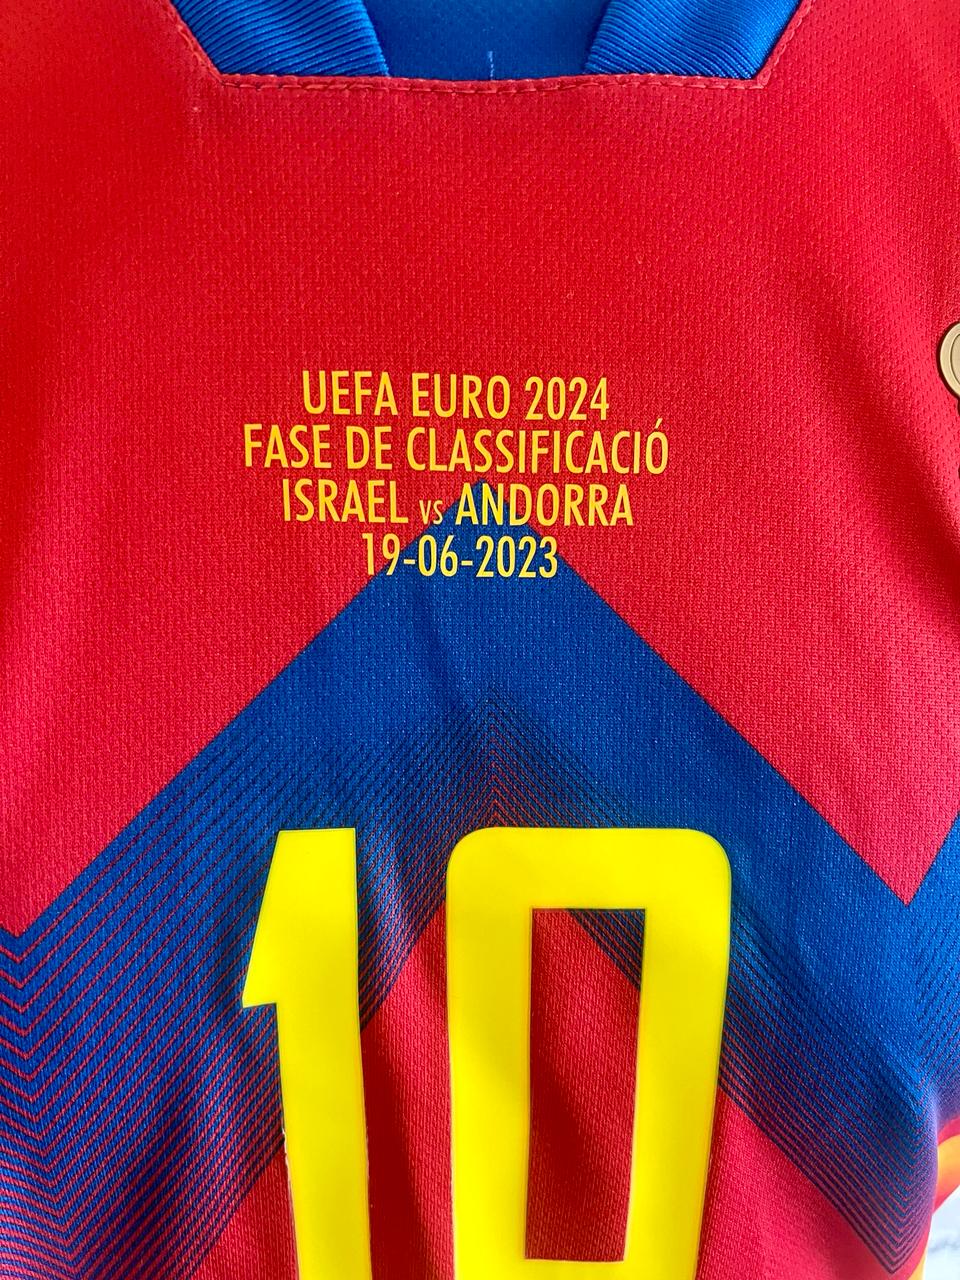 UEFA EURO 2024
FASE DE CLASSIFICACIÓ
ISRAEL vs ANDORRA
19-06-2023
10